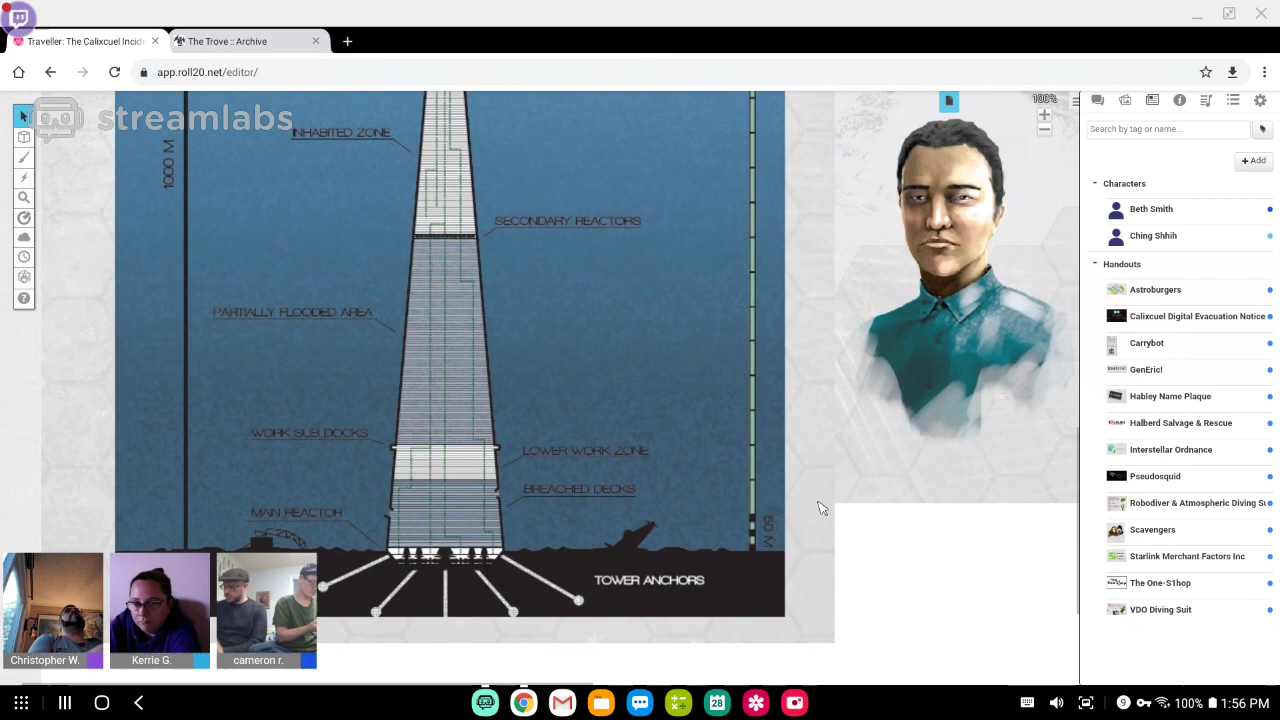 Traveller: The Calixcuel Incide
The Trove :: Archive
app.roll20.net/editor/
streamlabs
100%
Search by tag or name...
+ Add
Characters
Beth Smith
Ching Shhih
Handouts
Astroburgers
Calixcuel Digital Evacuation Notice
Carrybot
GenEric!
Habley Name Plaque
Halberd Salvage & Rescue
Interstellar Ordnance
Pseudosquid
Robodiver & Atmospheric Diving Su
Scavengers
Starlink Merchant Factors Inc
The One-S1hop
VDO Diving Suit
INHABITED ZONE
1000 M
SECONDARY REACTORS
PARTIALLY FLOODED AREA
WORK SUB DOCKS
LOWER WORK ZONE
BREACHED DECKS
MAIN REACTOR
50 M
TOWER ANCHORS
Christopher W.
Kerrie G.
cameron r.
28
9
100%
1:56 PM